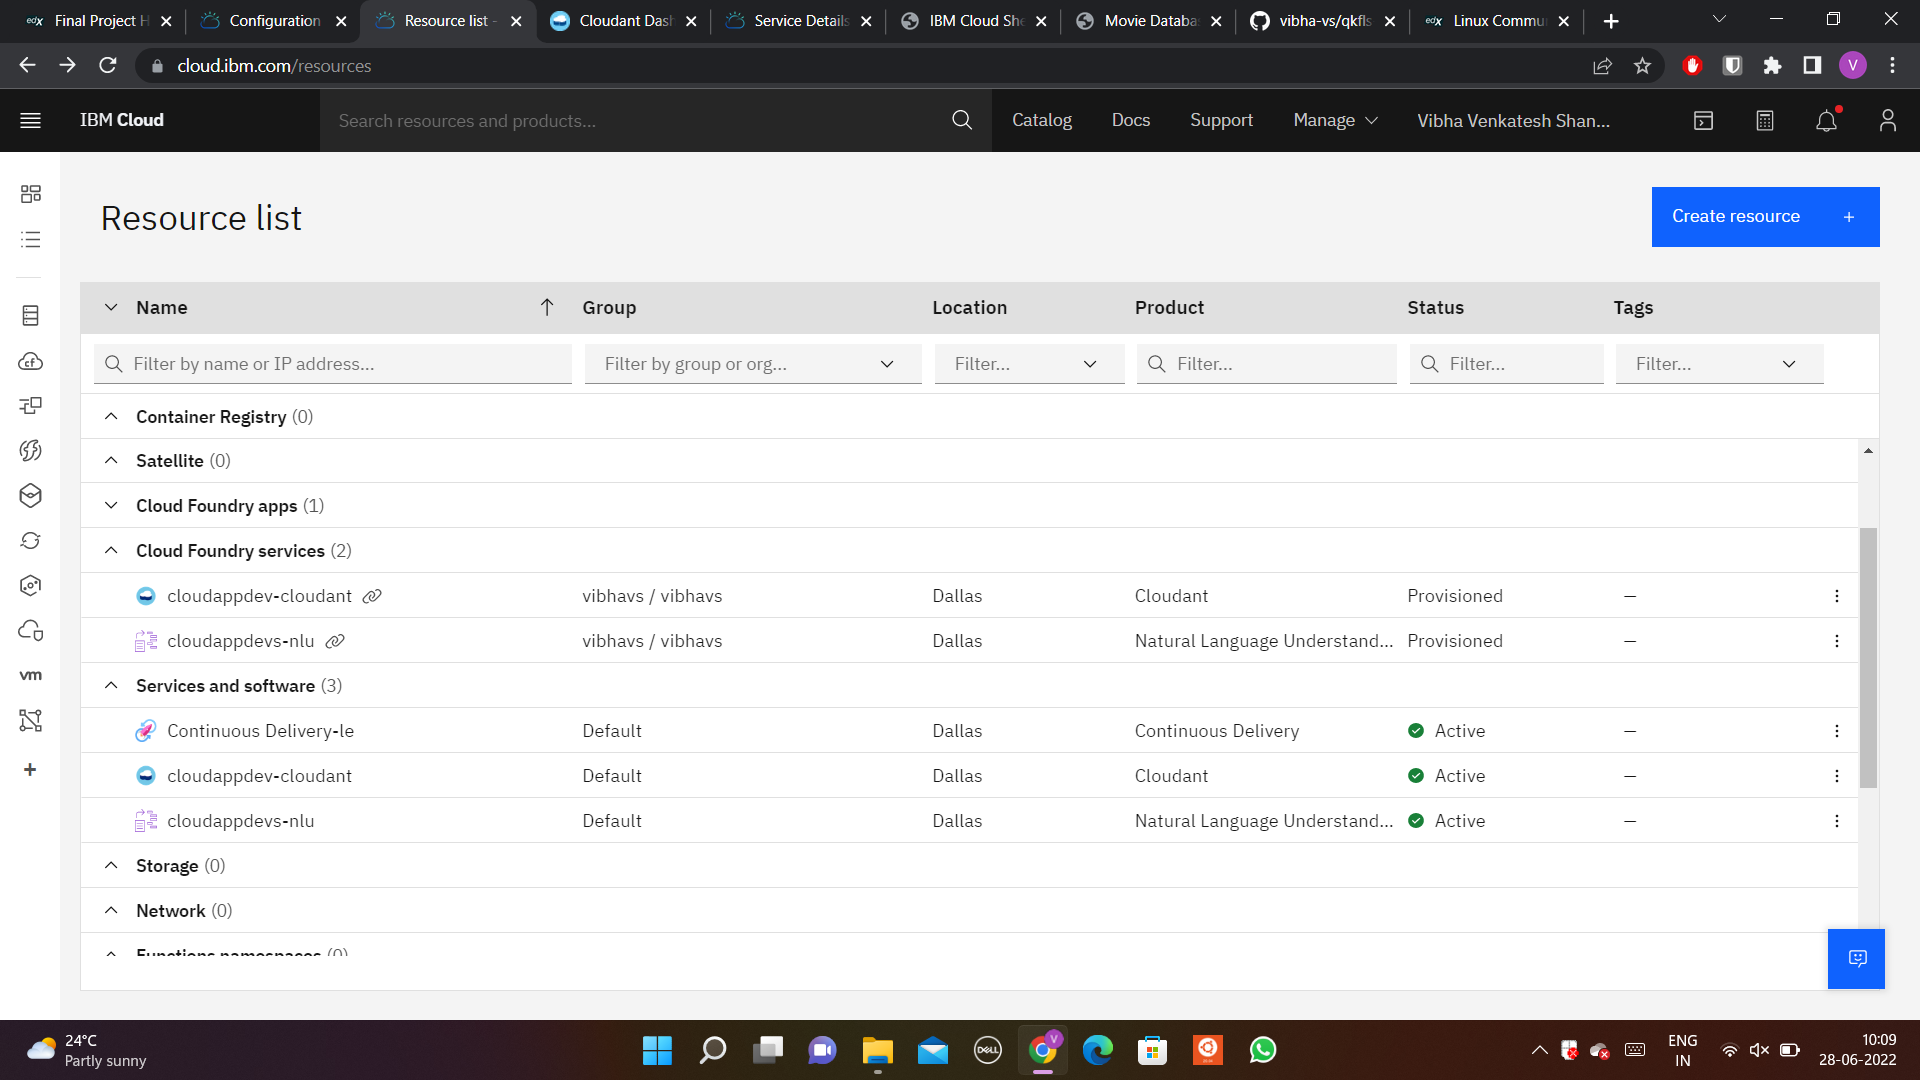 edX Final Project H
Configuration
Resource list -
Cloudant Das
Service Details
IBM Cloud She
Movie Databa
vibha-vs/qkfls
edX Linux Commu
cloud.ibm.com/resources
V
IBM Cloud
Search resources and products...
Catalog
Docs
Support
Manage
Vibha Venkatesh Shan...
Resource list
Create resource +
Name
Group
Location
Product
Status
Tags
Filter by name or IP address...
Filter by group or org...
Filter...
Filter...
Filter...
Filter...
Container Registry (0)
Satellite (0)
Cloud Foundry apps (1)
Cloud Foundry services (2)
cloudappdev-cloudant vibhavs / vibhavs Dallas Cloudant Provisioned —
cloudappdevs-nlu vibhavs / vibhavs Dallas Natural Language Understand... Provisioned —
Services and software (3)
Continuous Delivery-le Default Dallas Continuous Delivery Active —
cloudappdev-cloudant Default Dallas Cloudant Active —
cloudappdevs-nlu Default Dallas Natural Language Understand... Active —
Storage (0)
Network (0)
Functions namespaces (0)
cf
vm
24°C
Partly sunny
DELL
V
ENG
IN
10:09
28-06-2022